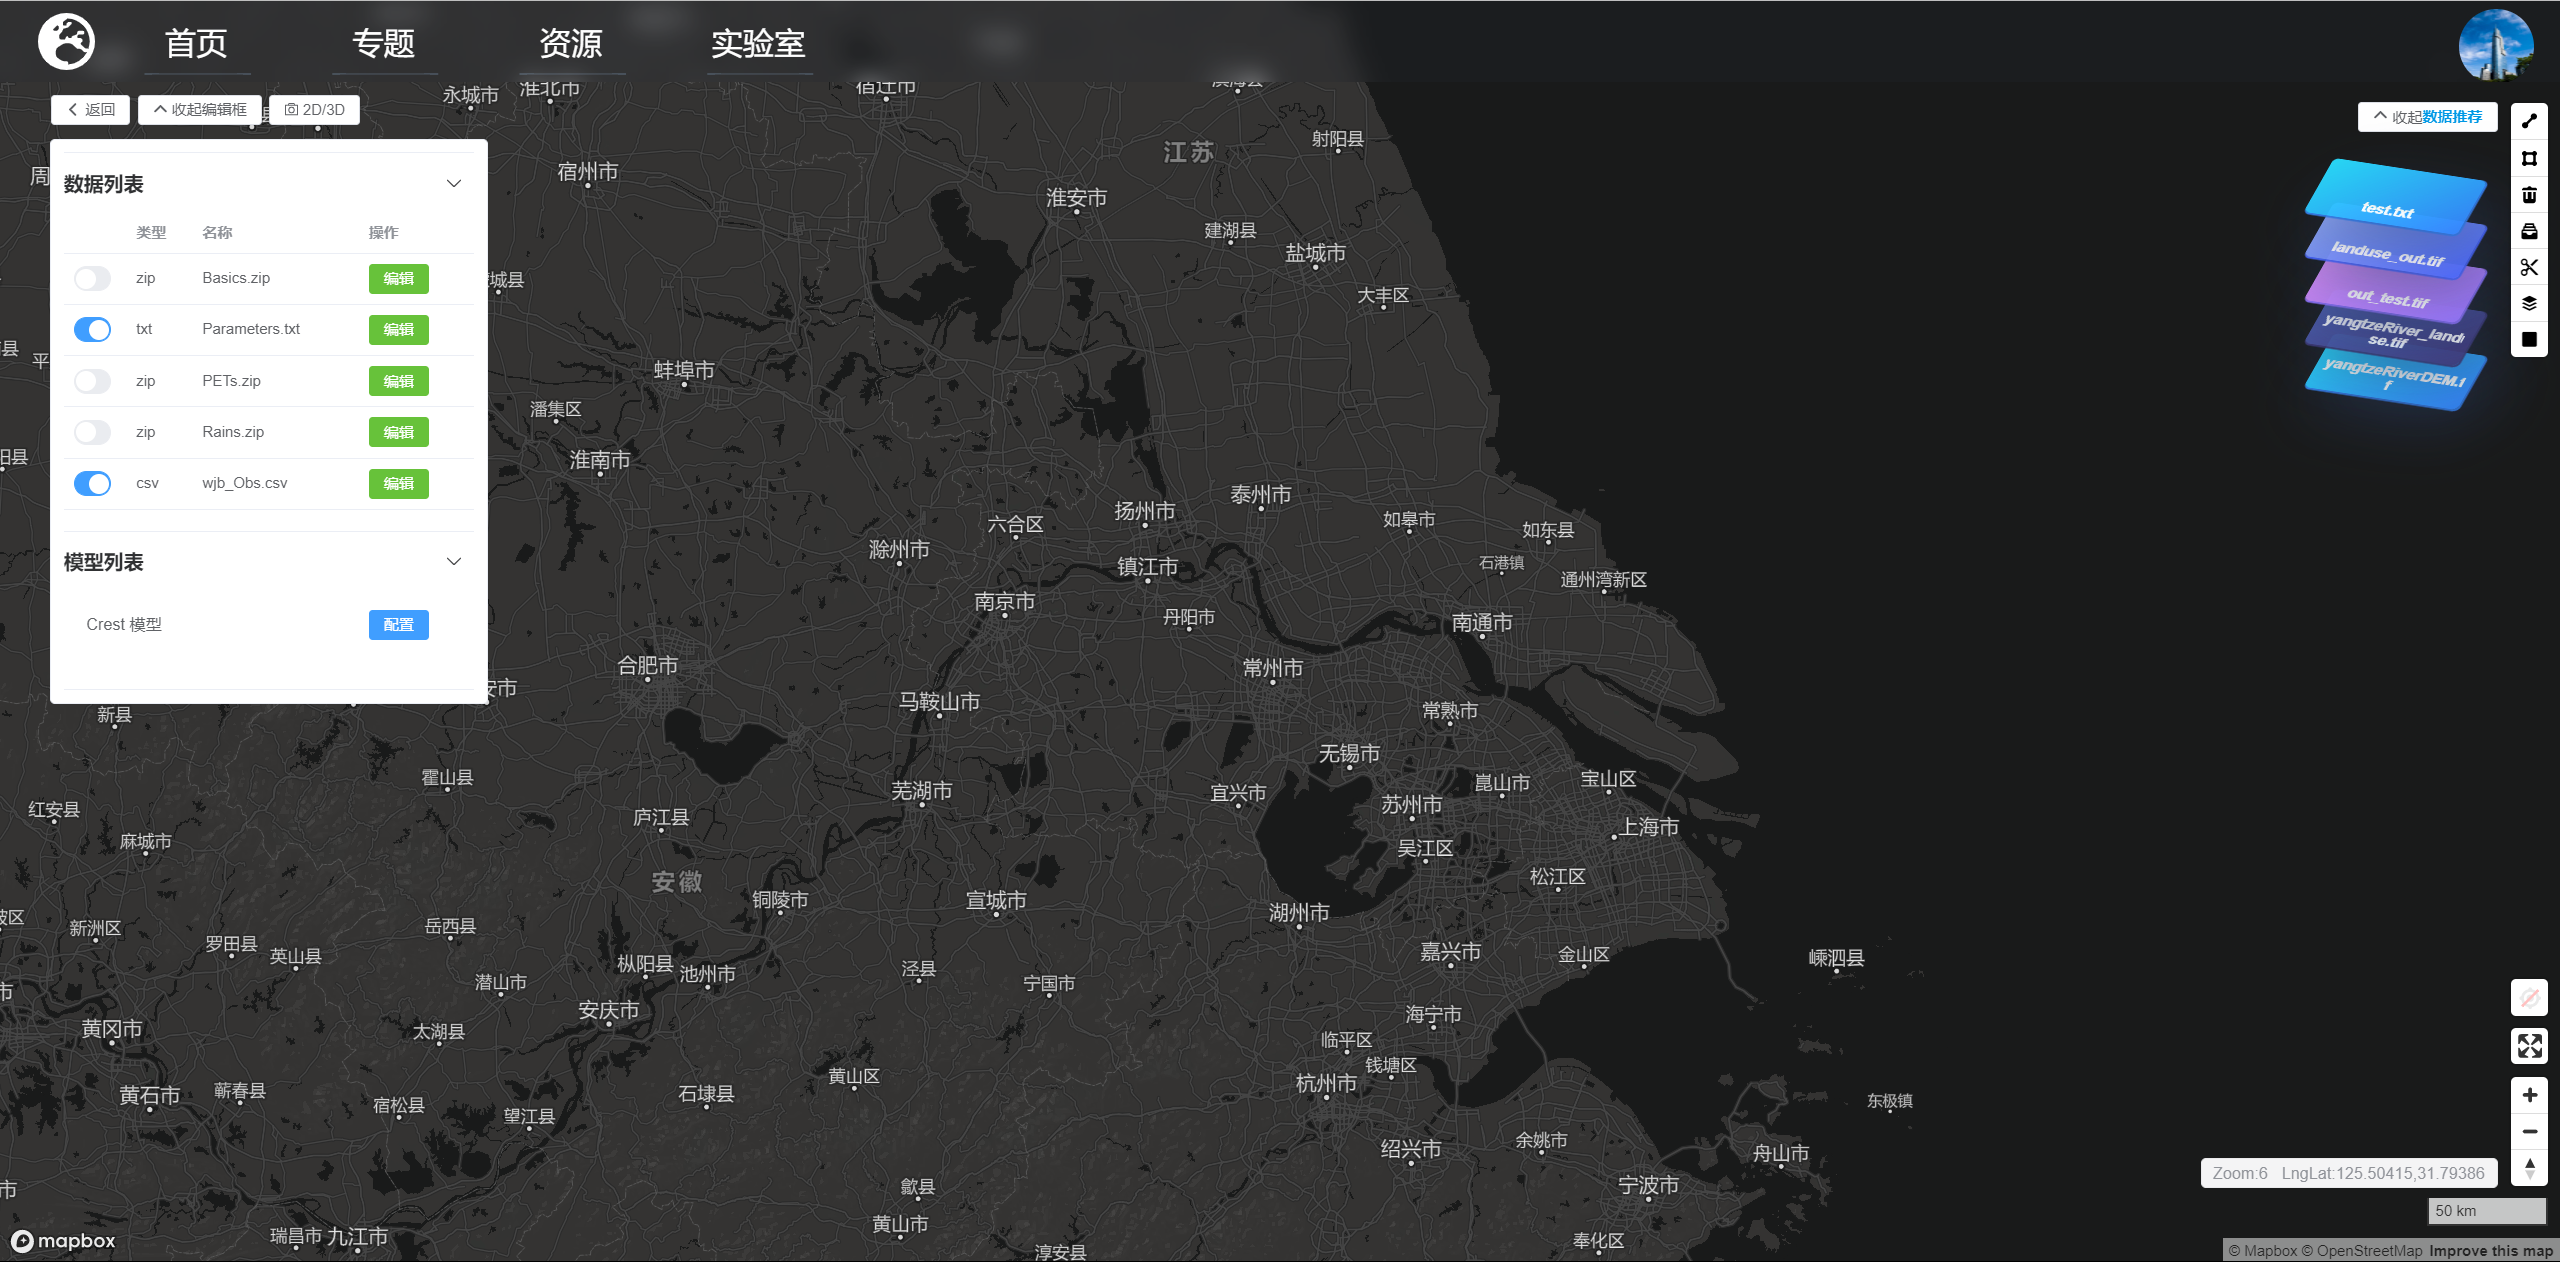 首页 专题 资源 实验室
返回 收起编辑框 2D/3D
收起数据推荐
数据列表
类型 名称 操作
zip Basics.zip 编辑
txt Parameters.txt 编辑
zip PETs.zip 编辑
zip Rains.zip 编辑
csv wjb_Obs.csv 编辑
模型列表
Crest 模型 配置
test.txt
landuse_out.tif
out_test.tif
yangtzeRiver_land
se.tif
yangtzeRiverDEM.t
f
永城市
淮北市
宿迁市
滨海县
射阳县
江苏
宿州市
淮安市
建湖县
盐城市
大丰区
蚌埠市
潘集区
淮南市
泰州市
扬州市
六合区
如皋市
如东县
滁州市
镇江市
石港镇
通州湾新区
南京市
丹阳市
南通市
合肥市
常州市
马鞍山市
常熟市
新县
无锡市
霍山县
芜湖市
宜兴市
昆山市
宝山区
苏州市
红安县
庐江县
上海市
麻城市
吴江区
安徽
松江区
铜陵市
宣城市
湖州市
新洲区
岳西县
罗田县
英山县
嘉兴市
金山区
嵊泗县
枞阳县
池州市
泾县
宁国市
潜山市
安庆市
海宁市
黄冈市
太湖县
临平区
钱塘区
黄山区
杭州市
黄石市
蕲春县
宿松县
石埭县
东极镇
望江县
绍兴市
余姚市
舟山市
歙县
宁波市
黄山市
瑞昌市
九江市
淳安县
奉化区
Zoom:6 LngLat:125.50415,31.79386
50 km
mapbox
© Mapbox © OpenStreetMap Improve this map